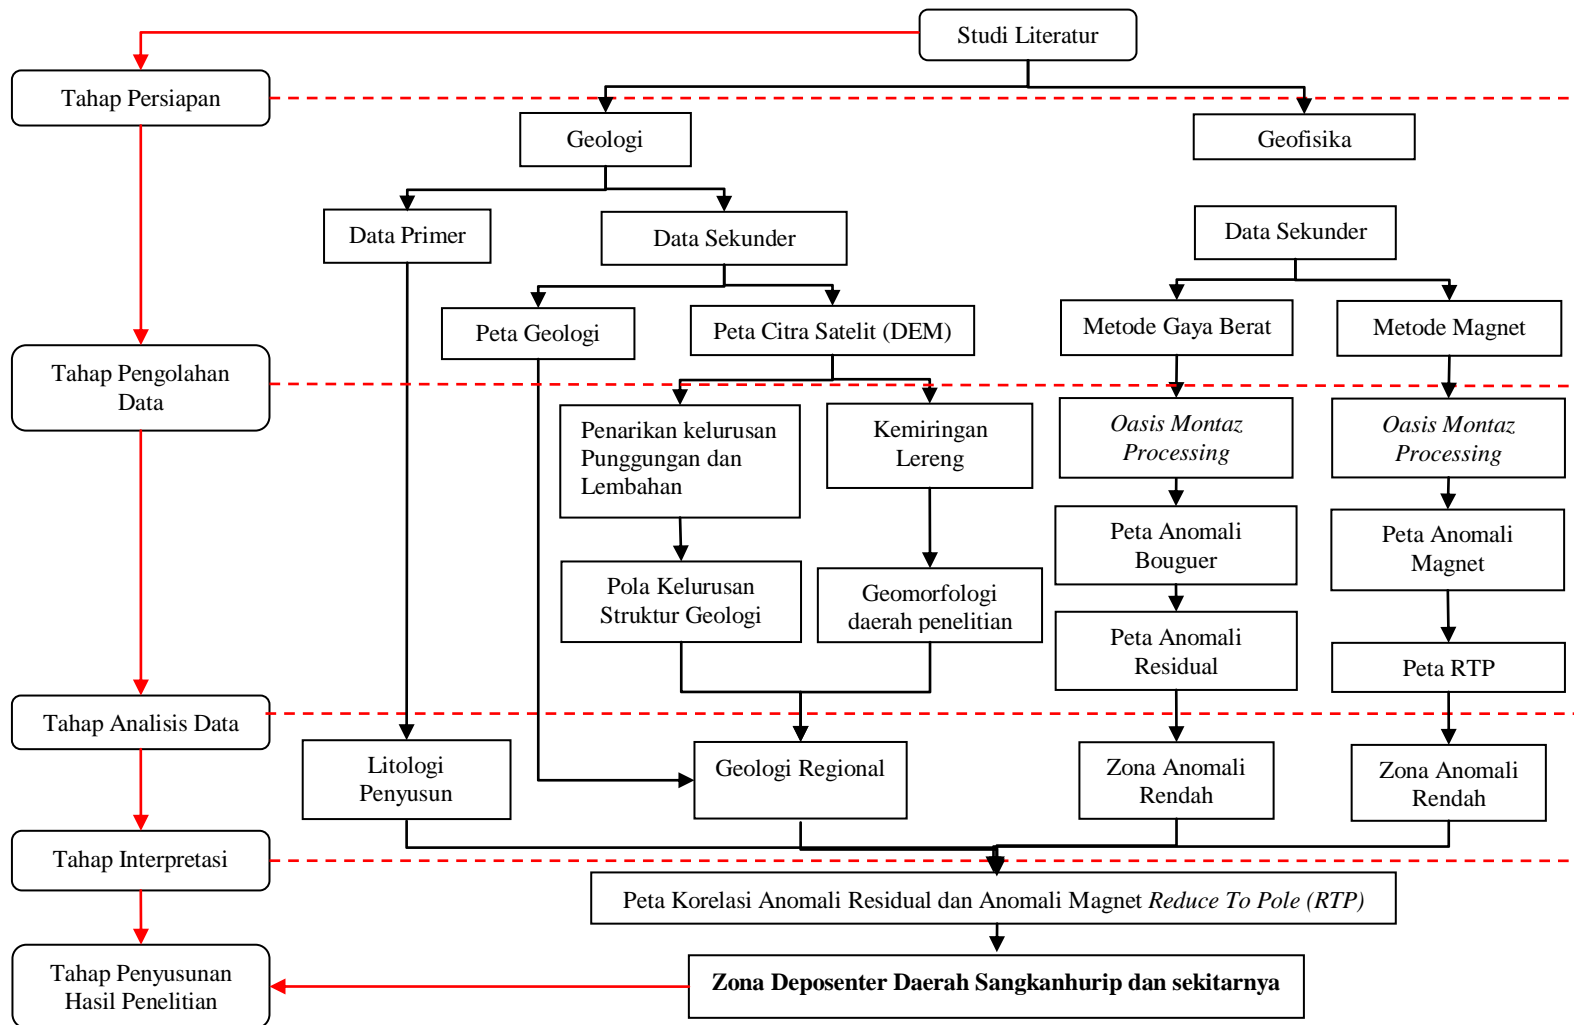 Studi Literatur
Tahap Persiapan
Geologi
Geofisika
Data Primer
Data Sekunder
Data Sekunder
Peta Geologi
Peta Citra Satelit (DEM)
Metode Gaya Berat
Metode Magnet
Tahap Pengolahan
Data
Penarikan kelurusan
Punggungan dan
Lembahan
Kemiringan
Lereng
Oasis Montaz
Processing
Oasis Montaz
Processing
Peta Anomali
Bouguer
Peta Anomali
Magnet
Pola Kelurusan
Struktur Geologi
Geomorfologi
daerah penelitian
Peta Anomali
Residual
Peta RTP
Tahap Analisis Data
Litologi
Penyusun
Geologi Regional
Zona Anomali
Rendah
Zona Anomali
Rendah
Tahap Interpretasi
Peta Korelasi Anomali Residual dan Anomali Magnet Reduce To Pole (RTP)
Tahap Penyusunan
Hasil Penelitian
Zona Deposenter Daerah Sangkanhurip dan sekitarnya